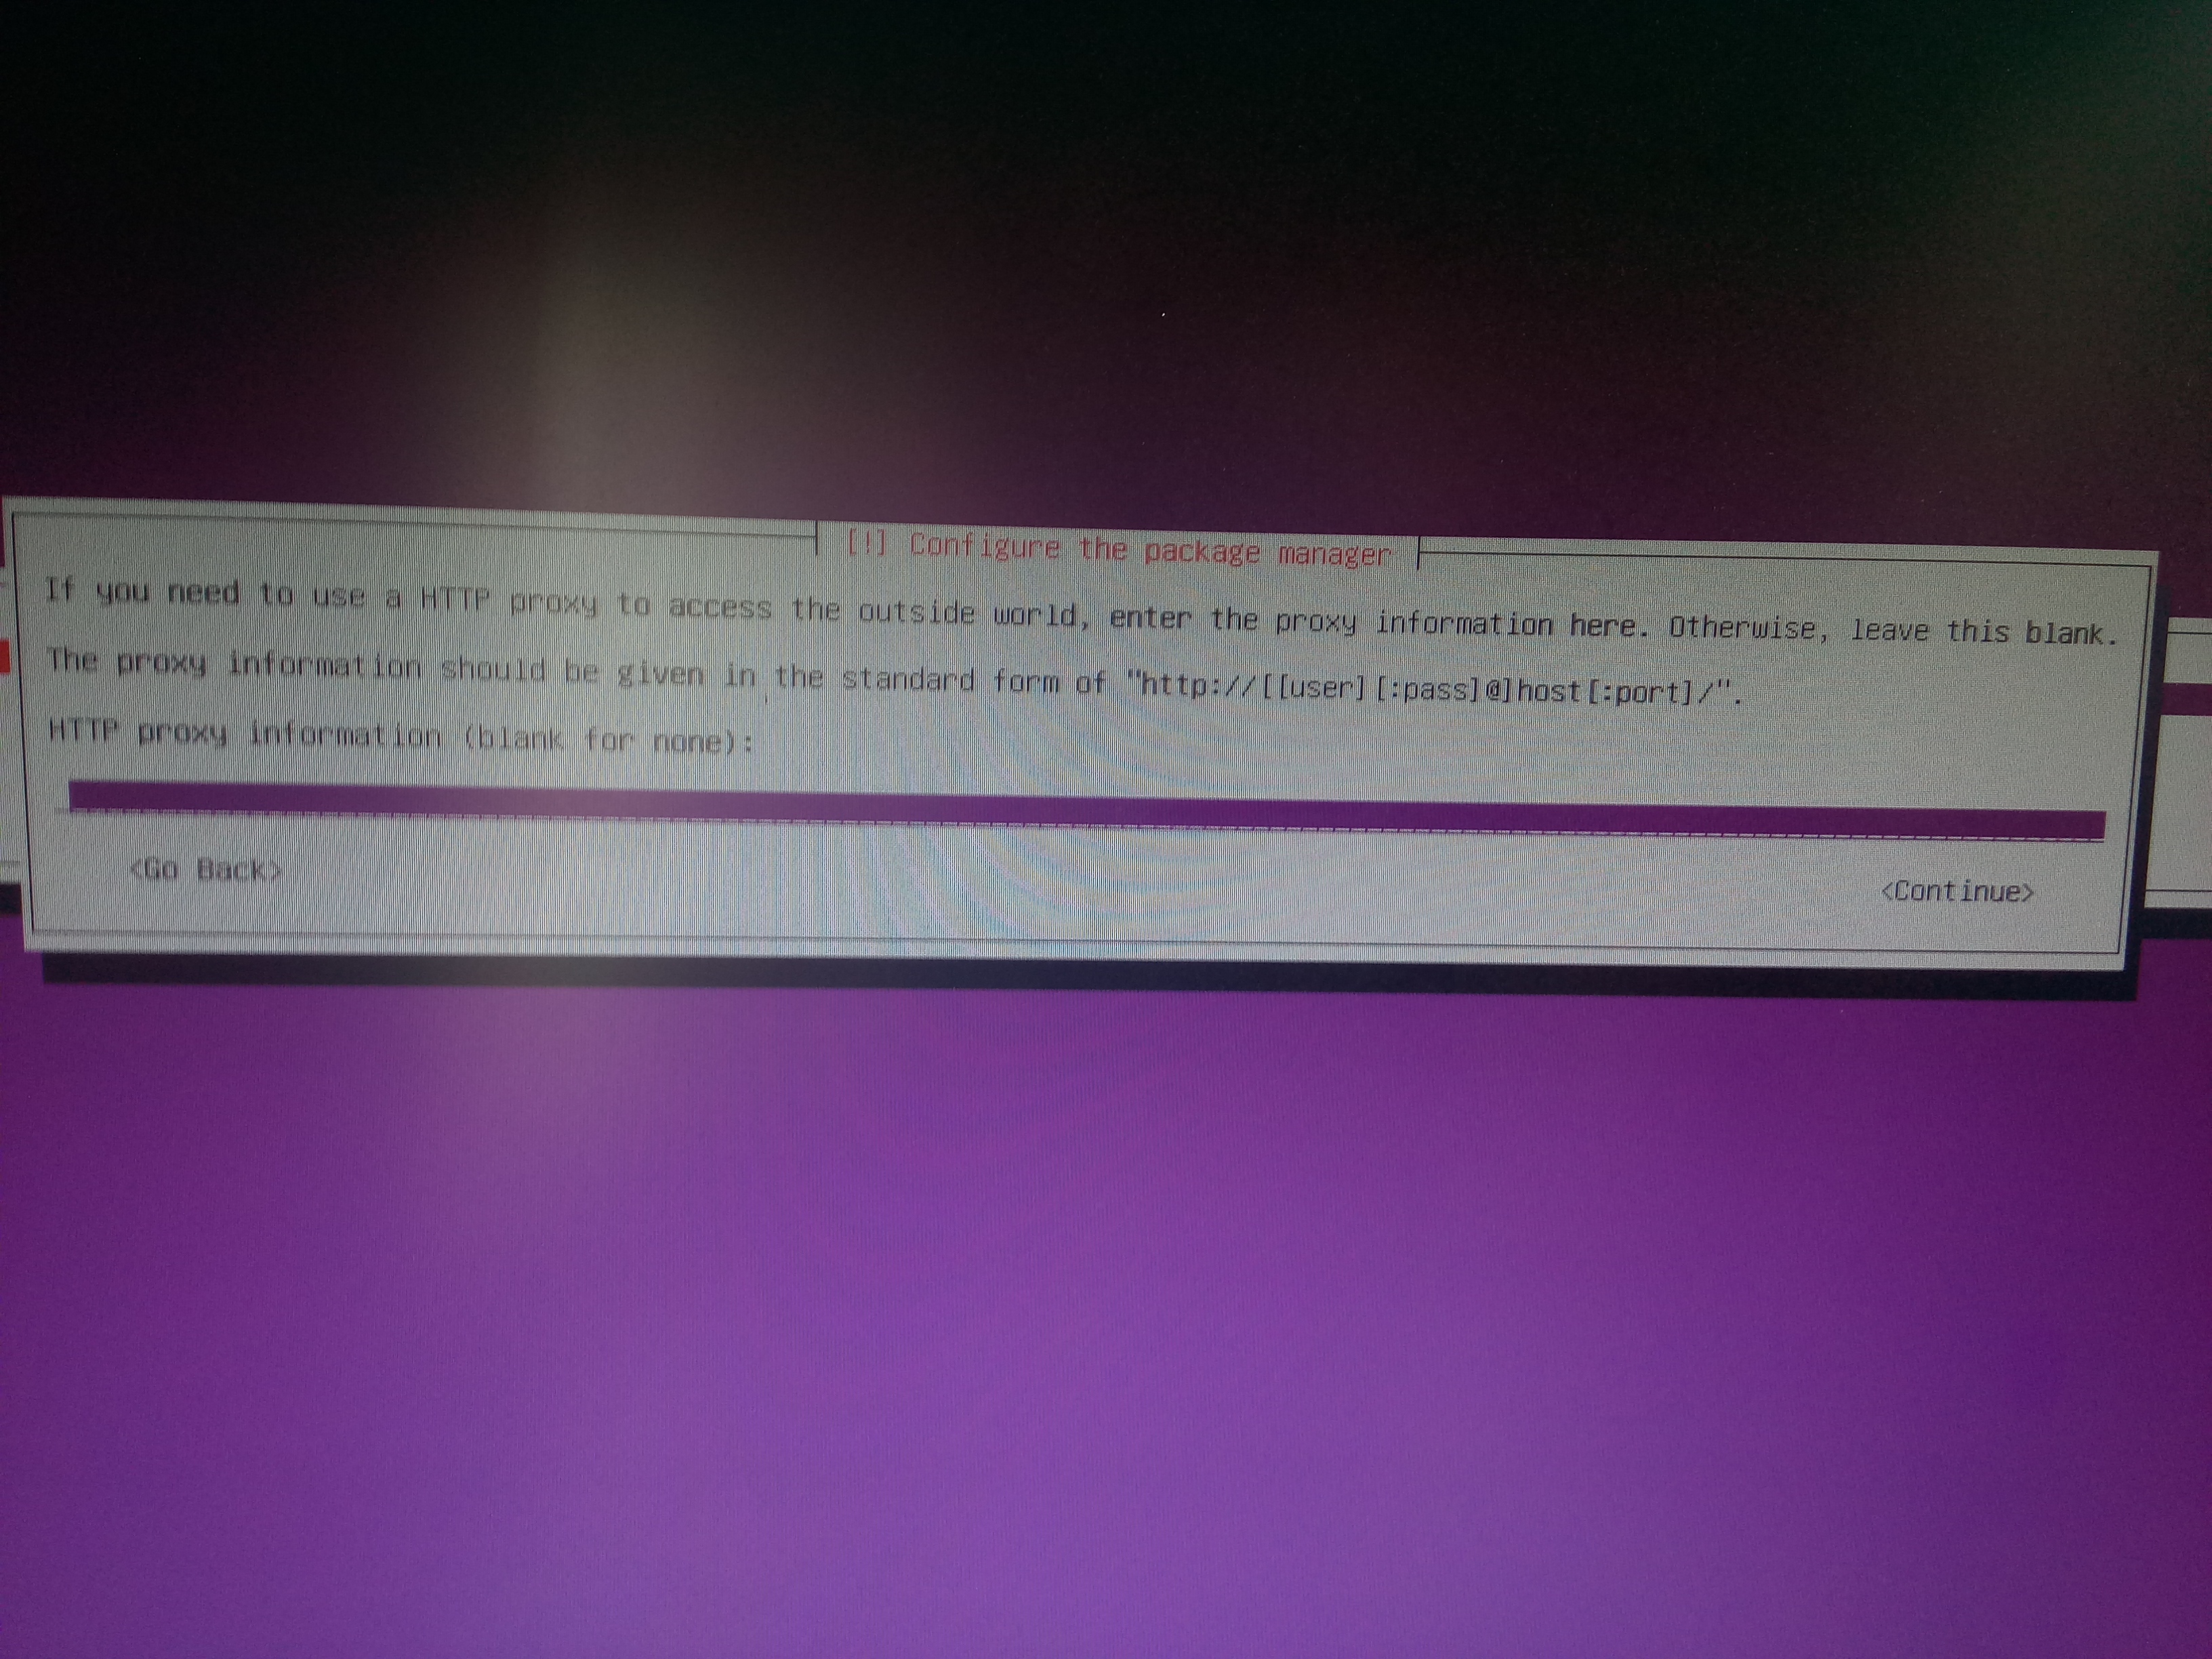 [!] Configure the package manager
If you need to use a HTTP proxy to access the outside world, enter the proxy information here. Otherwise, leave this blank.
The proxy information should be given in the standard form of "http://[[user][:pass]@]host[:port]/".
HTTP proxy information (blank for none):
<Go Back> <Continue>